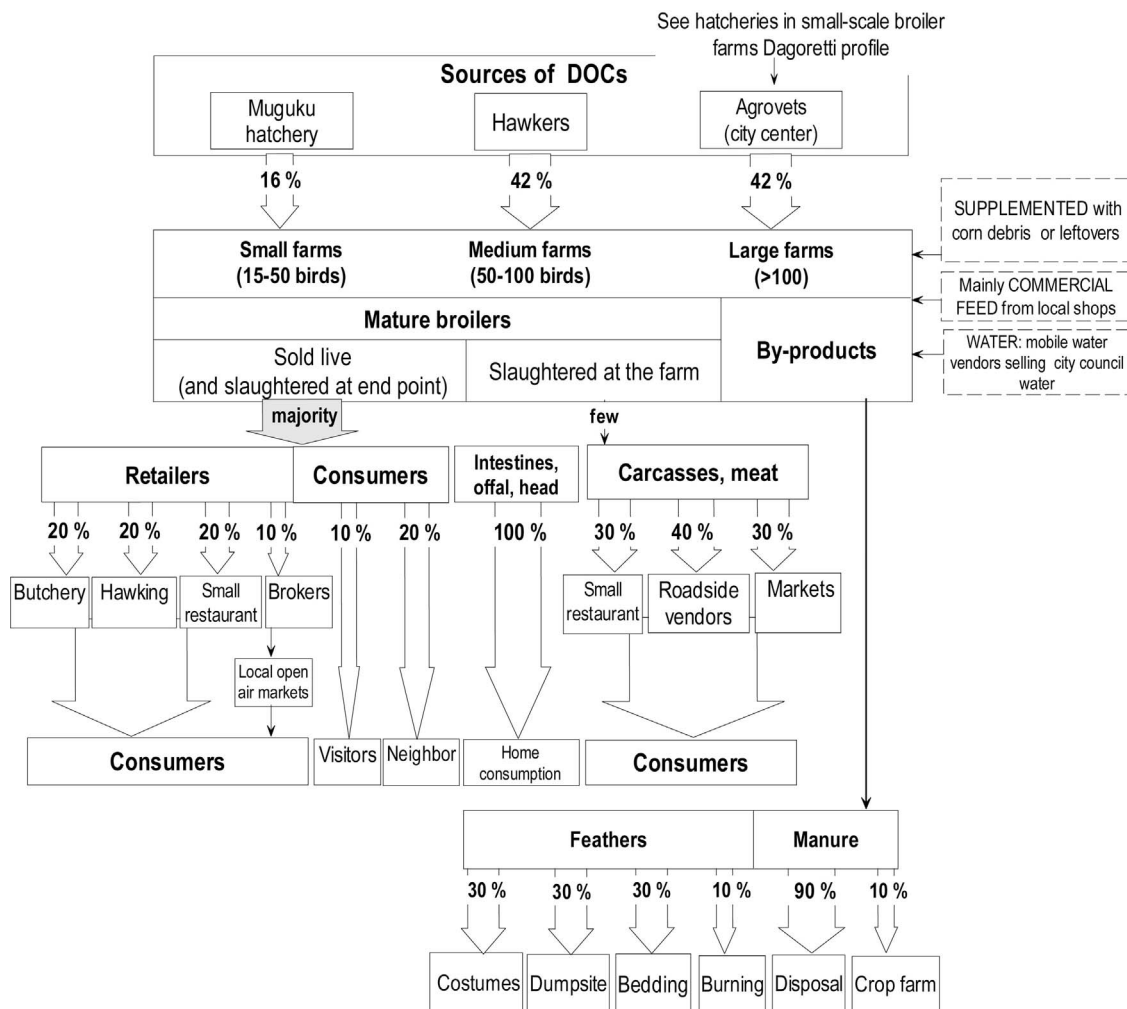 See hatcheries in small-scale broiler
farms Dagoretti profile
Sources of DOCs
Muguku
hatchery
Hawkers
Agrovets
(city center)
16 %
42 %
42 %
SUPPLEMENTED with
corn debris or leftovers
Small farms
(15-50 birds)
Medium farms
(50-100 birds)
Large farms
(>100)
Mainly COMMERCIAL
FEED from local shops
Mature broilers
By-products
WATER: mobile water
vendors selling city council
water
Sold live
(and slaughtered at end point)
Slaughtered at the farm
majority
few
Retailers
Consumers
Intestines,
offal, head
Carcasses, meat
20 %
20 %
20 %
10 %
10 %
20 %
100 %
30 %
40 %
30 %
Butchery
Hawking
Small
restaurant
Brokers
Small
restaurant
Roadside
vendors
Markets
Local open
air markets
Consumers
Visitors
Neighbor
Home
consumption
Consumers
Feathers
Manure
30 %
30 %
30 %
10 %
90 %
10 %
Costumes
Dumpsite
Bedding
Burning
Disposal
Crop farm